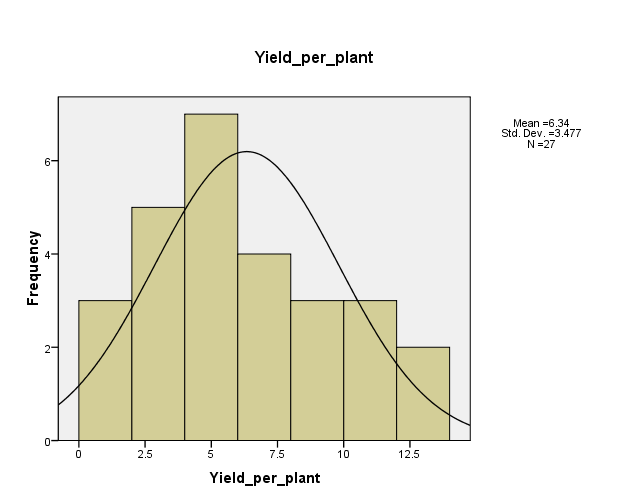 Yield_per_plant
Mean =6.34
Std. Dev. =3.477
N =27
Frequency
6
4
2
0
0 2.5 5 7.5 10 12.5
Yield_per_plant